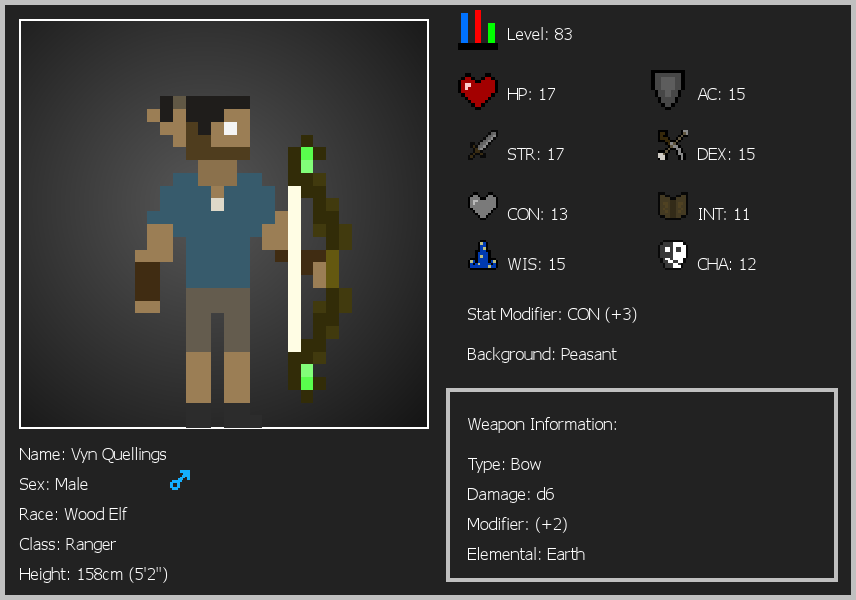 Level: 83
HP: 17
AC: 15
STR: 17
DEX: 15
CON: 13
INT: 11
WIS: 15
CHA: 12
Stat Modifier: CON (+3)
Background: Peasant
Weapon Information:
Type: Bow
Damage: d6
Modifier: (+2)
Elemental: Earth
Name: Vyn Quellings
Sex: Male
Race: Wood Elf
Class: Ranger
Height: 158cm (5'2")